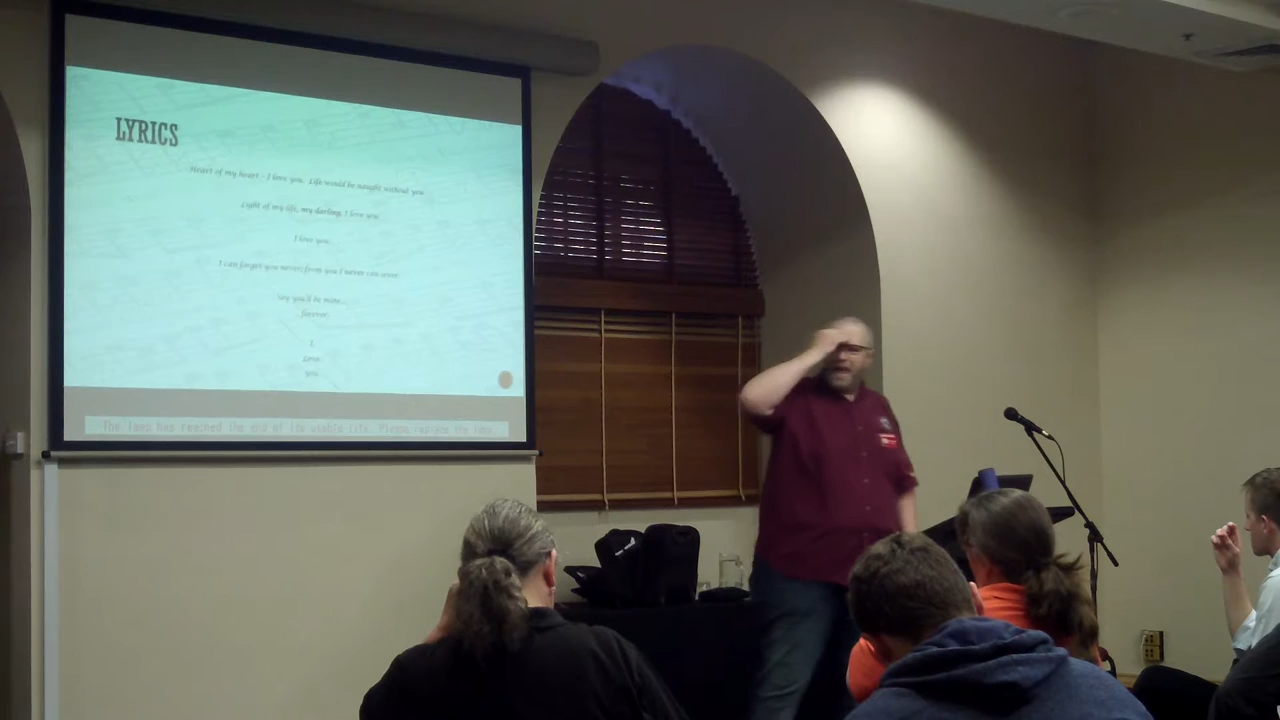 LYRICS
Heart of my heart – I love you. Life would be naught without you
Light of my life, my darling, I love you
I love you.
I can forget you never; from you I never can sever
Say you'll be mine...
forever.
I
Love
You
The lamp has reached the end of its usable life. Please replace the lamp.